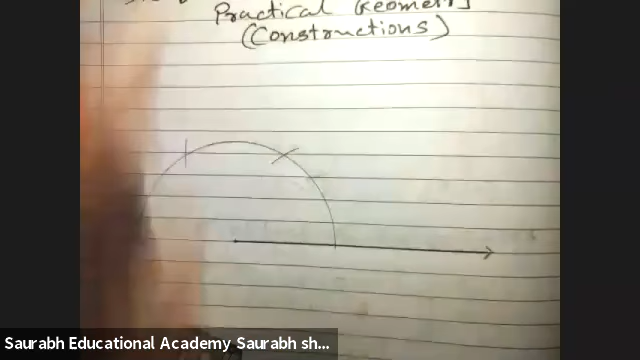 Practical Geometry
(Constructions)
Saurabh Educational Academy Saurabh sh...